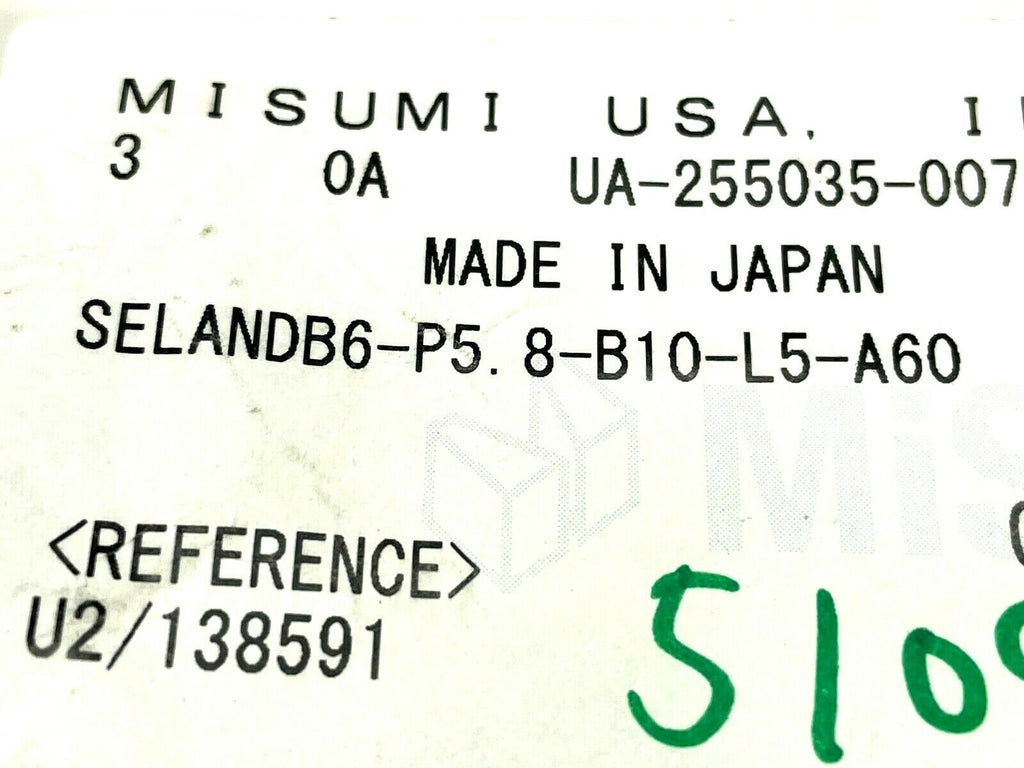 MISUMI USA, I
3 0A UA-255035-007
MADE IN JAPAN
SELANDB6-P5.8-B10-L5-A60
MiS
<REFERENCE>
U2/138591
510